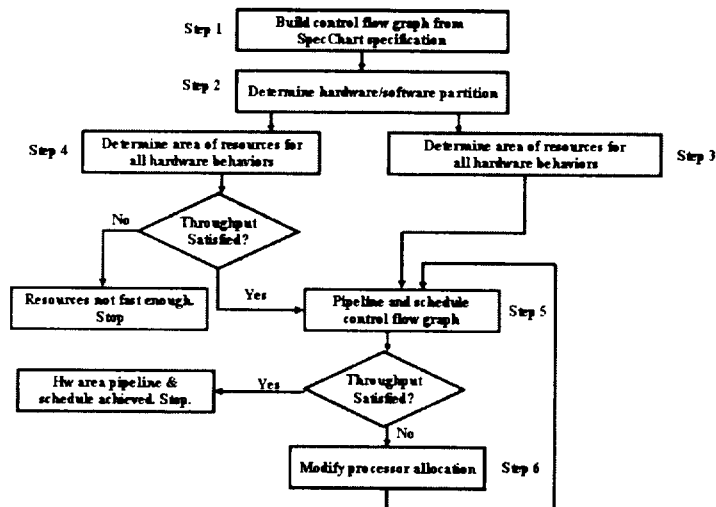 Step 1
Build control flow graph from
SpecChart specification
Step 2
Determine hardware/software partition
Step 4
Determine area of resources for
all hardware behaviors
Determine area of resources for
all hardware behaviors
Step 3
No
Throughput
Satisfied?
Resources not fast enough.
Stop
Yes
Pipeline and schedule
control flow graph
Step 5
Hw area pipeline &
schedule achieved. Stop.
Yes
Throughput
Satisfied?
No
Modify processor allocation
Step 6